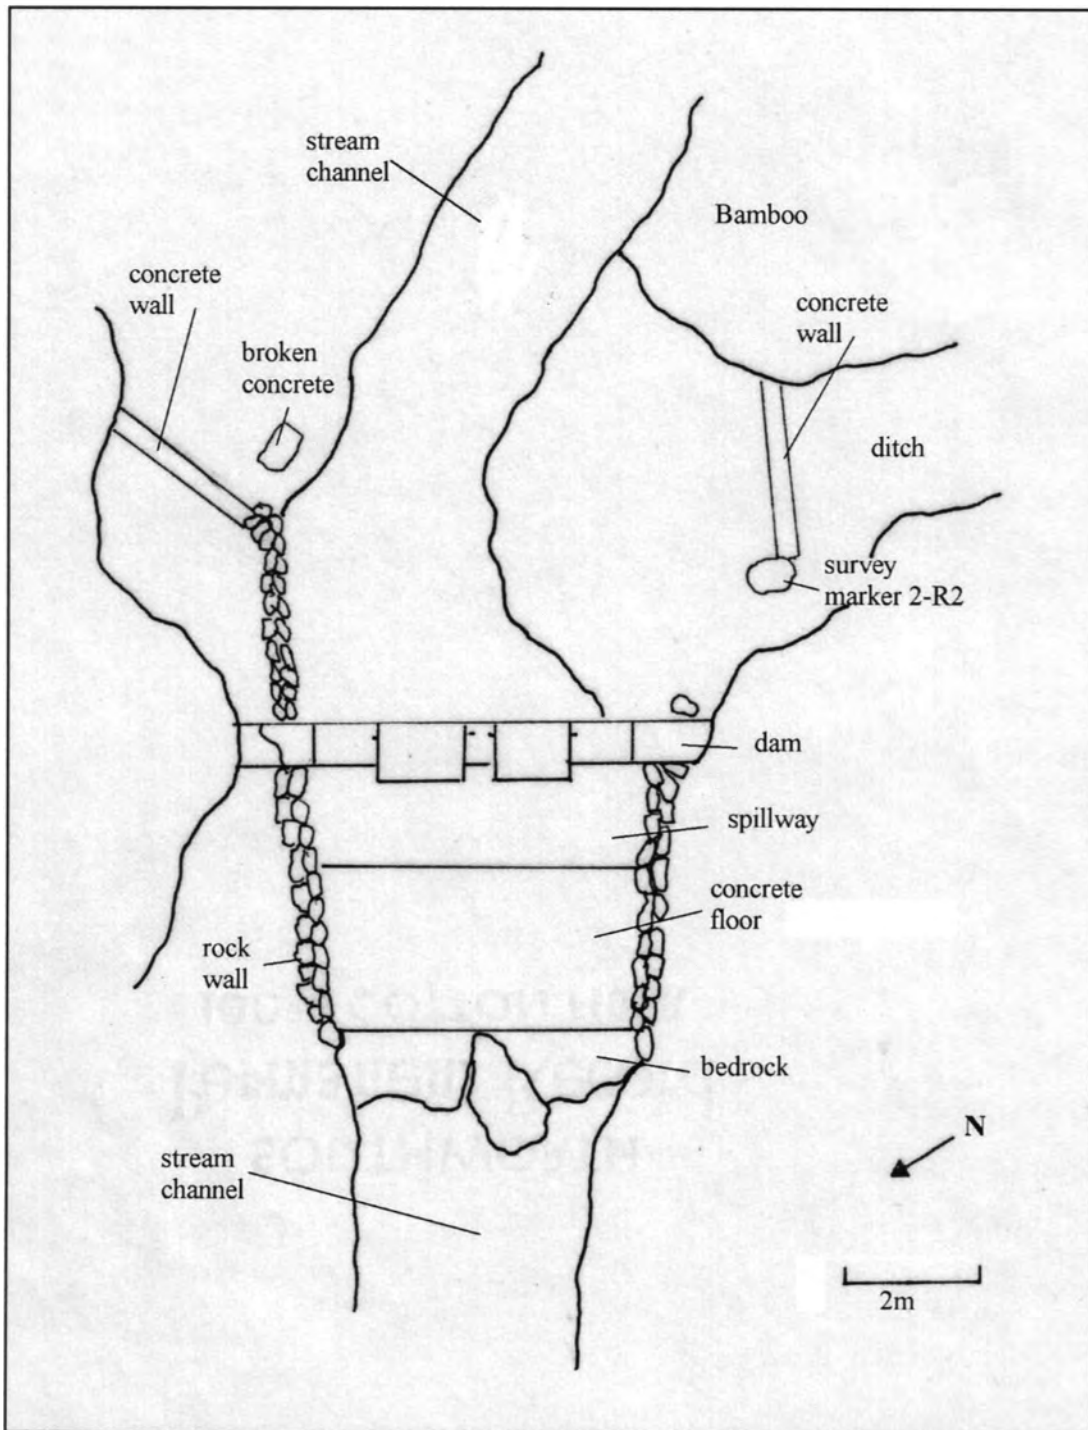 stream
channel
Bamboo
concrete
wall
broken
concrete
concrete
wall
ditch
survey
marker 2-R2
dam
spillway
concrete
floor
rock
wall
bedrock
N
stream
channel
2m